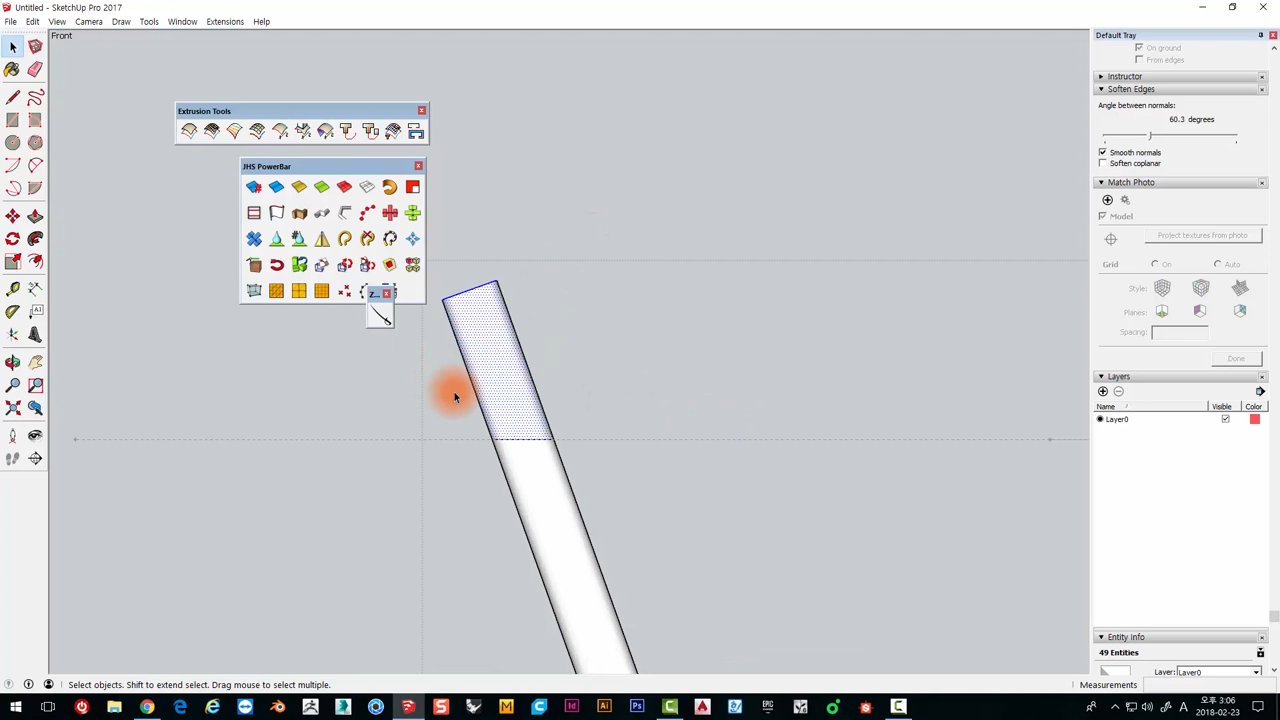 Untitled - SketchUp Pro 2017
File Edit View Camera Draw Tools Window Extensions Help
Front
Default Tray
On ground
From edges
Instructor
Soften Edges
Angle between normals:
60.3 degrees
Smooth normals
Soften coplanar
Match Photo
Model
Project textures from photo
Grid On Auto
Style:
Planes:
Spacing:
Done
Layers
Name Visible Color
Layer0
Entity Info
49 Entities
Layer: Layer0
Extrusion Tools
JHS PowerBar
Z...
Select objects. Shift to extend select. Drag mouse to select multiple.
Measurements
오후 3:06
2018-02-23